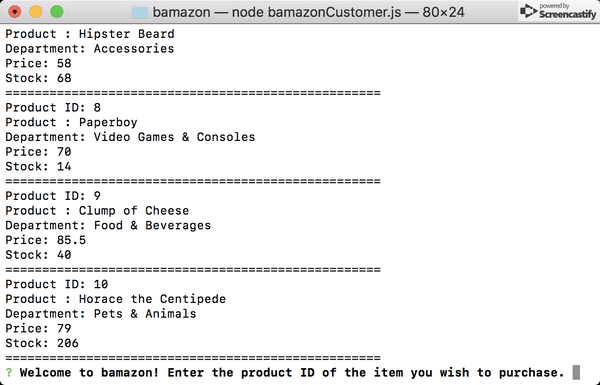 bamazon — node bamazonCustomer.js — 80×24
powered by
Screencastify
Product : Hipster Beard
Department: Accessories
Price: 58
Stock: 68
====================================================
Product ID: 8
Product : Paperboy
Department: Video Games & Consoles
Price: 70
Stock: 14
====================================================
Product ID: 9
Product : Clump of Cheese
Department: Food & Beverages
Price: 85.5
Stock: 40
====================================================
Product ID: 10
Product : Horace the Centipede
Department: Pets & Animals
Price: 79
Stock: 206
====================================================
? Welcome to bamazon! Enter the product ID of the item you wish to purchase.